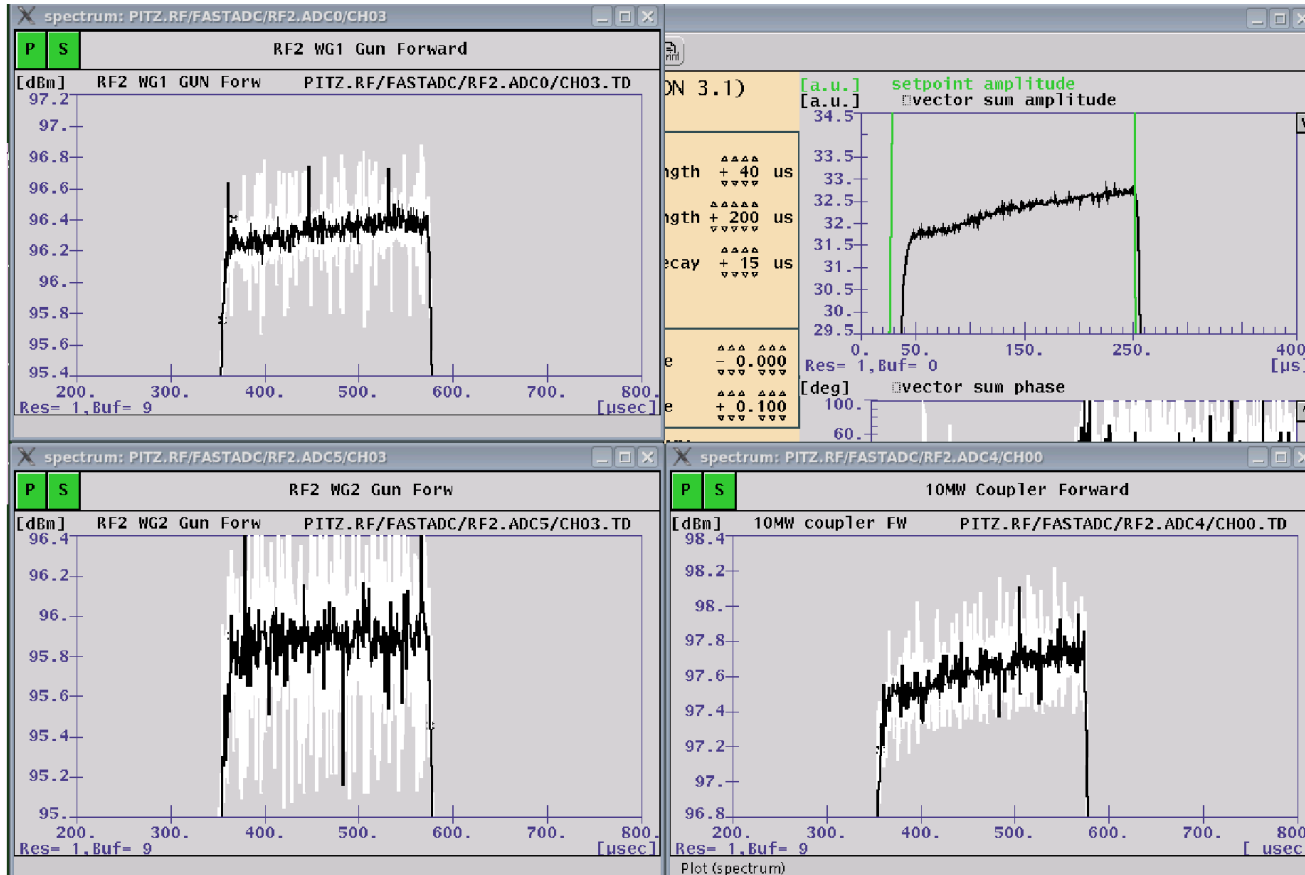 spectrum: PITZ.RF/FASTADC/RF2.ADC0/CH03
P S RF2 WG1 Gun Forward
[dBm] RF2 WG1 GUN Forw PITZ.RF/FASTADC/RF2.ADC0/CH03.TD
97.2
97.
96.8
96.6
96.4
96.2
96.
95.8
95.6
95.4
200. 300. 400. 500. 600. 700. 800.
Res= 1,Buf= 9 [µsec]
ON 3.1)
ngth + 40 us
ngth + 200 us
ecay + 15 us
e - 0.000
e + 0.100
[a.u.] setpoint amplitude
[a.u.] vector sum amplitude
34.5
33.5
33.
32.5
32.
31.5
31.
30.5
30.
29.5
0. 50. 150. 250. 400
Res= 1,Buf= 0 [µs]
[deg] vector sum phase
100.
60.
spectrum: PITZ.RF/FASTADC/RF2.ADC5/CH03
P S RF2 WG2 Gun Forw
[dBm] RF2 WG2 Gun Forw PITZ.RF/FASTADC/RF2.ADC5/CH03.TD
96.4
96.2
96.
95.8
95.6
95.4
95.2
95.
200. 300. 400. 500. 600. 700. 800.
Res= 1,Buf= 9 [µsec]
spectrum: PITZ.RF/FASTADC/RF2.ADC4/CH00
P S 10MW Coupler Forward
[dBm] 10MW coupler FW PITZ.RF/FASTADC/RF2.ADC4/CH00.TD
98.4
98.2
98.
97.8
97.6
97.4
97.2
97.
96.8
200. 300. 400. 500. 600. 700. 800.
Res= 1,Buf= 9 [ usec]
Plot (spectrum)